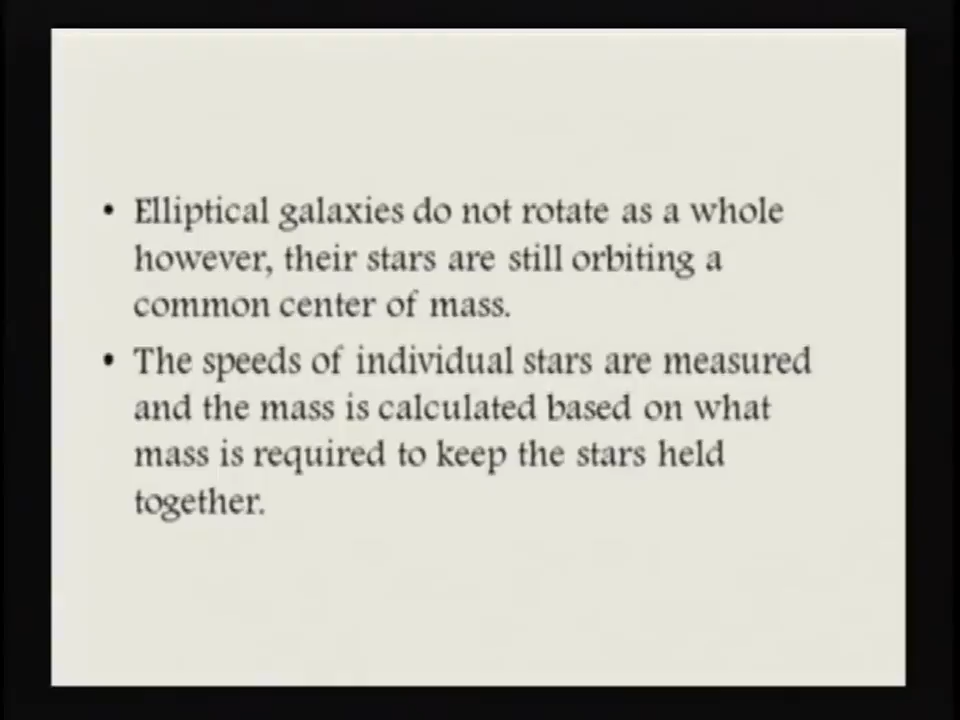 • Elliptical galaxies do not rotate as a whole
however, their stars are still orbiting a
common center of mass.
• The speeds of individual stars are measured
and the mass is calculated based on what
mass is required to keep the stars held
together.